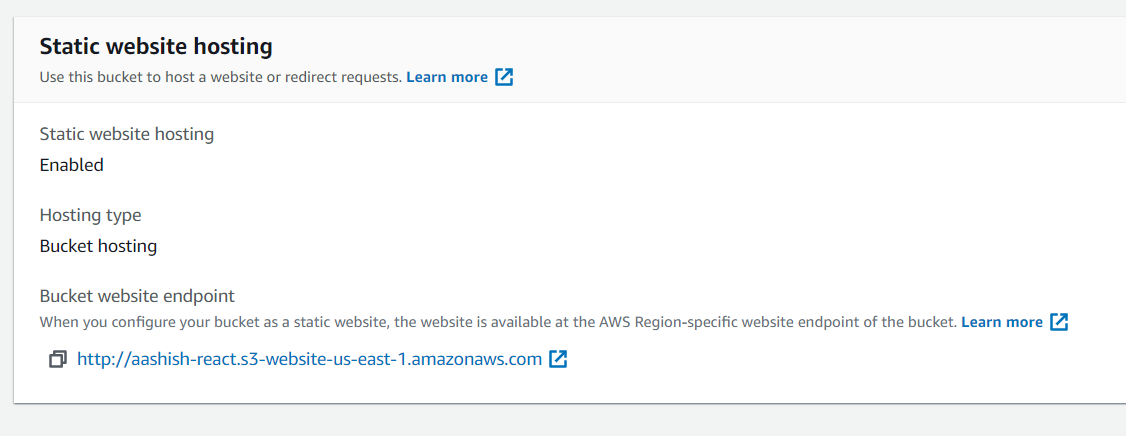 Static website hosting
Use this bucket to host a website or redirect requests. Learn more
Static website hosting
Enabled
Hosting type
Bucket hosting
Bucket website endpoint
When you configure your bucket as a static website, the website is available at the AWS Region-specific website endpoint of the bucket. Learn more
http://aashish-react.s3-website-us-east-1.amazonaws.com